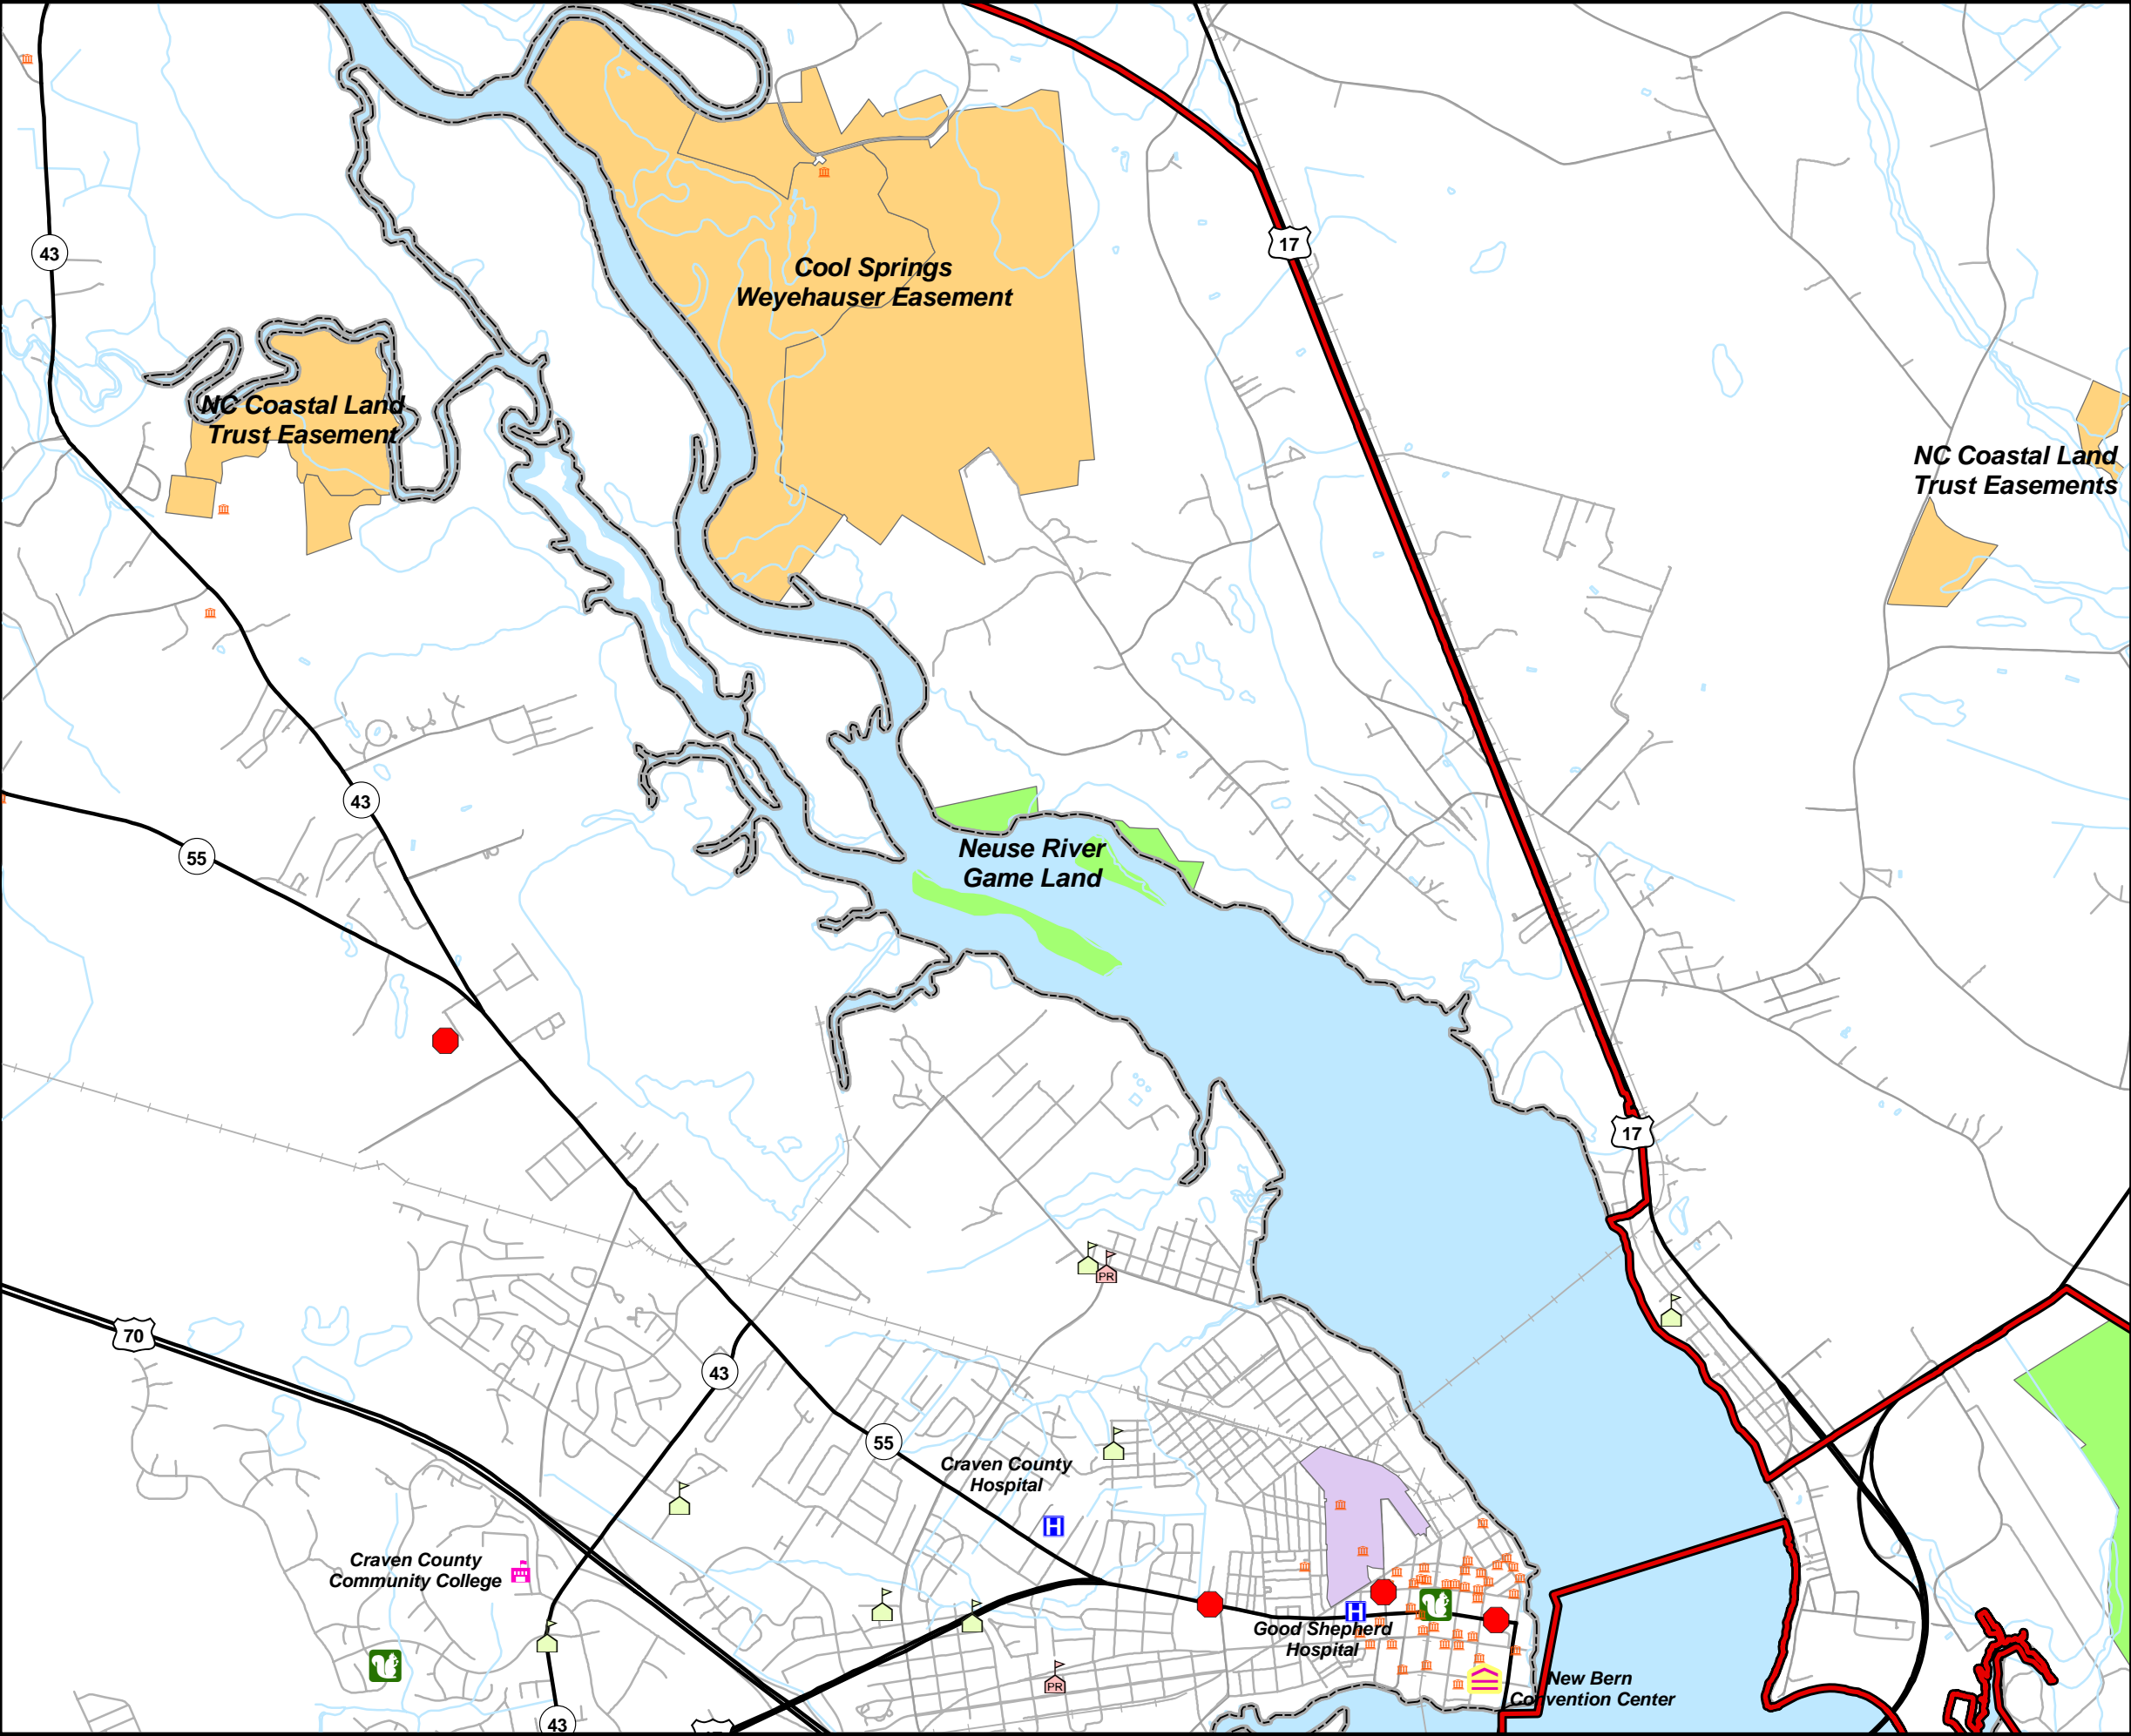 43
17
Cool Springs
Weyehauser Easement
NC Coastal Land
Trust Easement
NC Coastal Land
Trust Easements
43
55
Neuse River
Game Land
17
PR
70
43
55
Craven County
Hospital
H
Craven County
Community College
H
Good Shepherd
Hospital
PR
New Bern
Convention Center
43